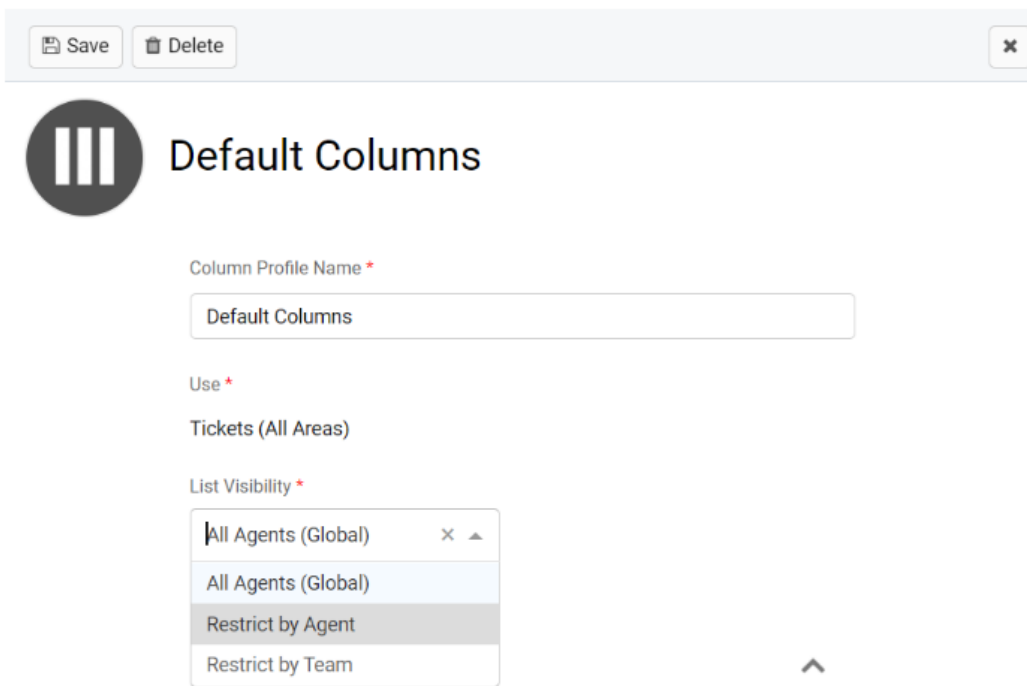 Save Delete
Default Columns
Column Profile Name *
Default Columns
Use *
Tickets (All Areas)
List Visibility *
All Agents (Global)
All Agents (Global)
Restrict by Agent
Restrict by Team